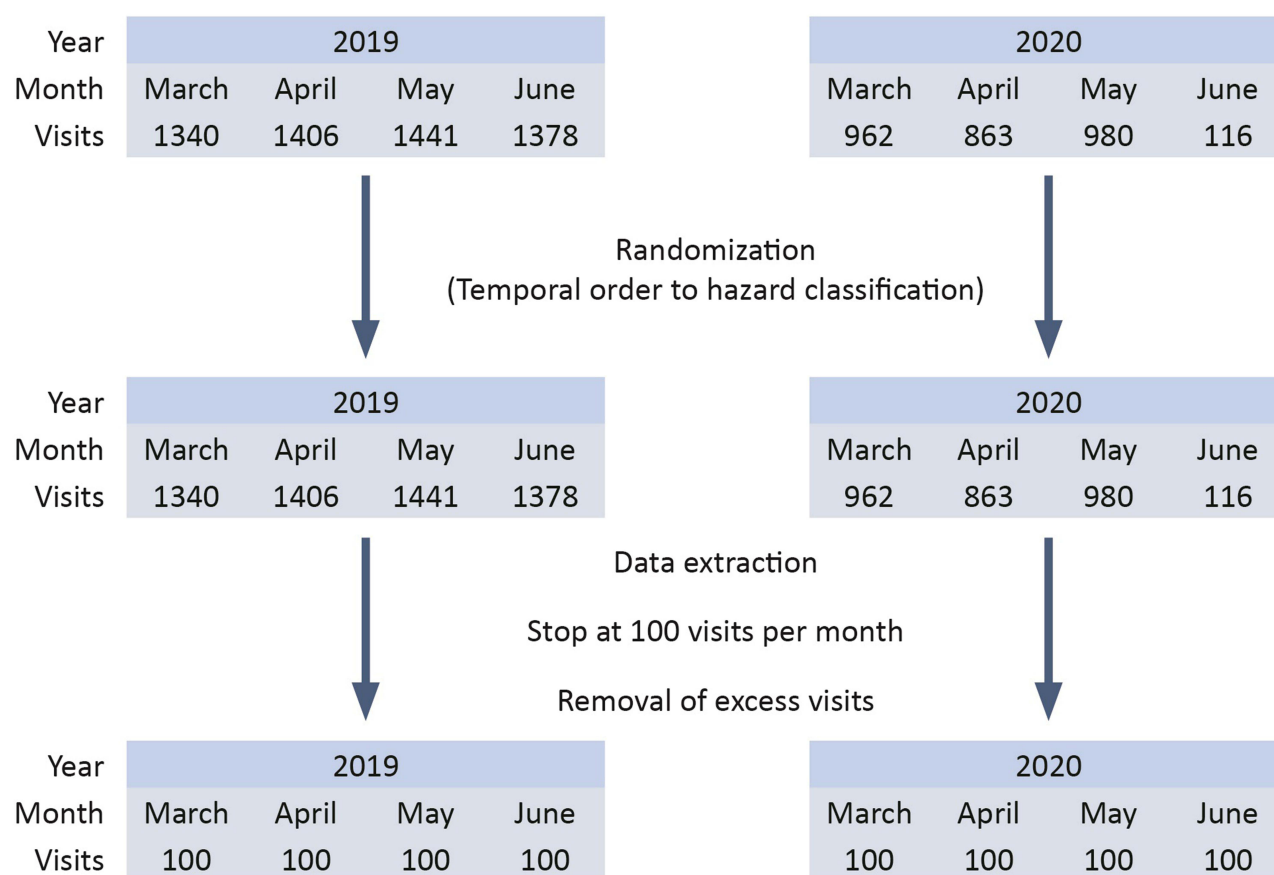 Year 2019 2020
Month March April May June March April May June
Visits 1340 1406 1441 1378 962 863 980 116
Randomization
(Temporal order to hazard classification)
Year 2019 2020
Month March April May June March April May June
Visits 1340 1406 1441 1378 962 863 980 116
Data extraction
Stop at 100 visits per month
Removal of excess visits
Year 2019 2020
Month March April May June March April May June
Visits 100 100 100 100 100 100 100 100